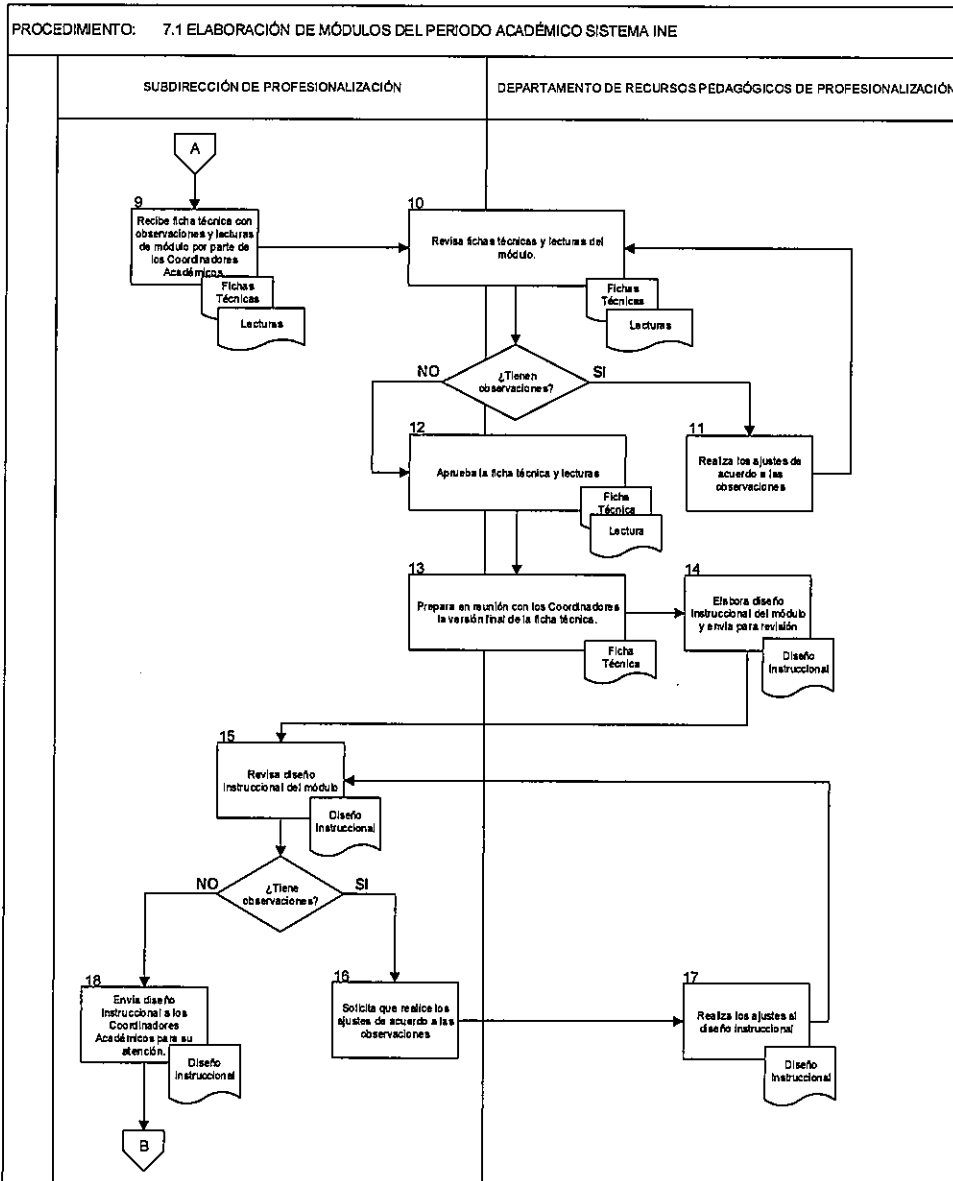 PROCEDIMIENTO: 7.1 ELABORACIÓN DE MÓDULOS DEL PERIODO ACADÉMICO SISTEMA INE
SUBDIRECCIÓN DE PROFESIONALIZACIÓN
DEPARTAMENTO DE RECURSOS PEDAGÓGICOS DE PROFESIONALIZACIÓN
A
9
Recibe ficha técnica con
observaciones y lecturas
de módulo por parte de
los Coordinadores
Académicos
Fichas
Técnicas
Lecturas
10
Revisa fichas técnicas y lecturas del
módulo.
Fichas
Técnicas
Lecturas
¿Tienen
observaciones?
NO
SI
11
Realiza los ajustes de
acuerdo a las
observaciones
12
Aprueba la ficha técnica y lecturas
Ficha
Técnica
Lectura
13
Prepara en reunión con los Coordinadores
la versión final de la ficha técnica.
Ficha
Técnica
14
Elabora diseño
Instruccional del módulo
y envía para revisión
Diseño
Instruccional
15
Revisa diseño
Instruccional del módulo
Diseño
Instruccional
¿Tiene
observaciones?
NO
SI
16
Solicita que realice los
ajustes de acuerdo a las
observaciones
17
Realiza los ajustes al
diseño instruccional
Diseño
Instruccional
18
Envía diseño
Instruccional a los
Coordinadores
Académicos para su
atención.
Diseño
Instruccional
B